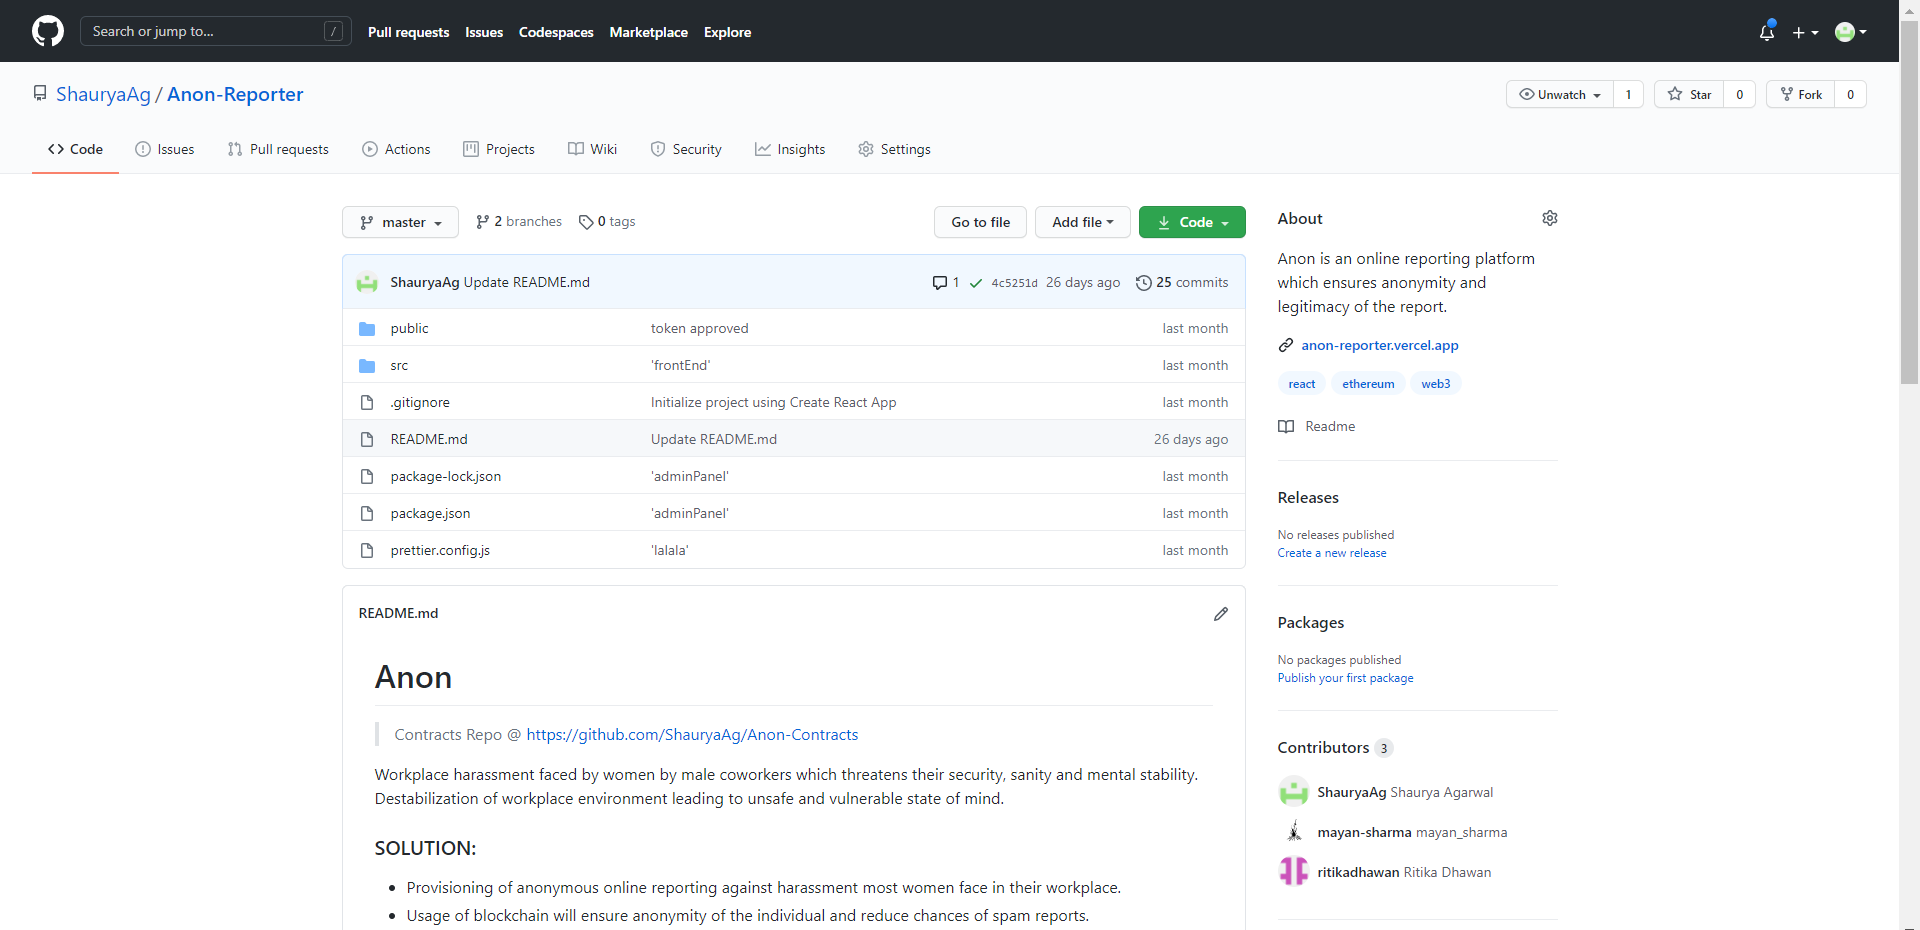 Search or jump to... /
Pull requests Issues Codespaces Marketplace Explore
ShauryaAg / Anon-Reporter
Unwatch 1 Star 0 Fork 0
Code Issues Pull requests Actions Projects Wiki Security Insights Settings
master 2 branches 0 tags Go to file Add file Code
ShauryaAg Update README.md 1 4c5251d 26 days ago 25 commits
public token approved last month
src 'frontEnd' last month
.gitignore Initialize project using Create React App last month
README.md Update README.md 26 days ago
package-lock.json 'adminPanel' last month
package.json 'adminPanel' last month
prettier.config.js 'lalala' last month
README.md
Anon
Contracts Repo @ https://github.com/ShauryaAg/Anon-Contracts
Workplace harassment faced by women by male coworkers which threatens their security, sanity and mental stability.
Destabilization of workplace environment leading to unsafe and vulnerable state of mind.
SOLUTION:
Provisioning of anonymous online reporting against harassment most women face in their workplace.
Usage of blockchain will ensure anonymity of the individual and reduce chances of spam reports.
About
Anon is an online reporting platform
which ensures anonymity and
legitimacy of the report.
anon-reporter.vercel.app
react ethereum web3
Readme
Releases
No releases published
Create a new release
Packages
No packages published
Publish your first package
Contributors 3
ShauryaAg Shaurya Agarwal
mayan-sharma mayan_sharma
ritikadhawan Ritika Dhawan